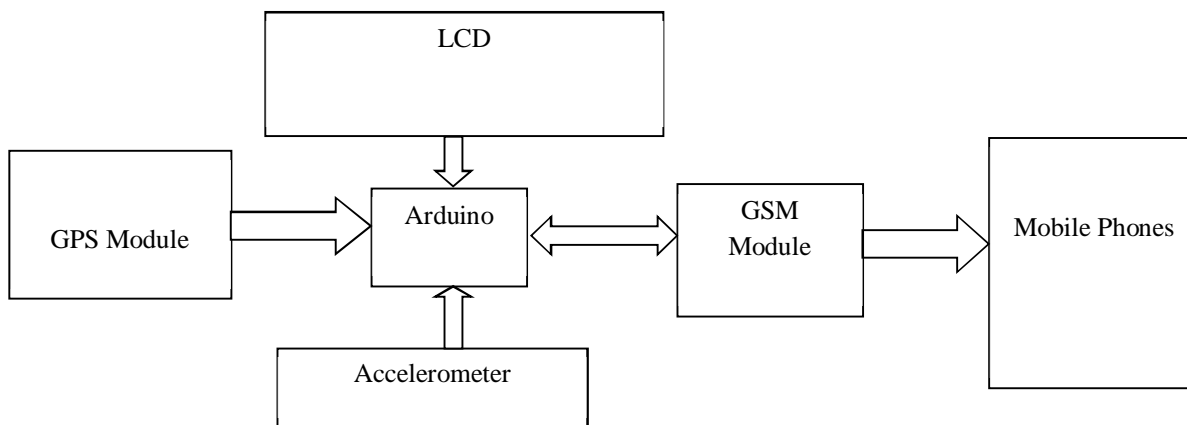 LCD
GPS Module
Arduino
GSM
Module
Mobile Phones
Accelerometer